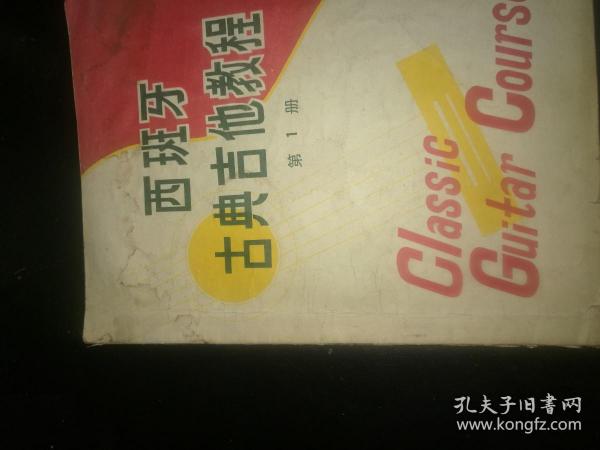 西班牙
古典吉他教程
第1册
Classic
Guitar Course
孔夫子旧书网
www.kongfz.com